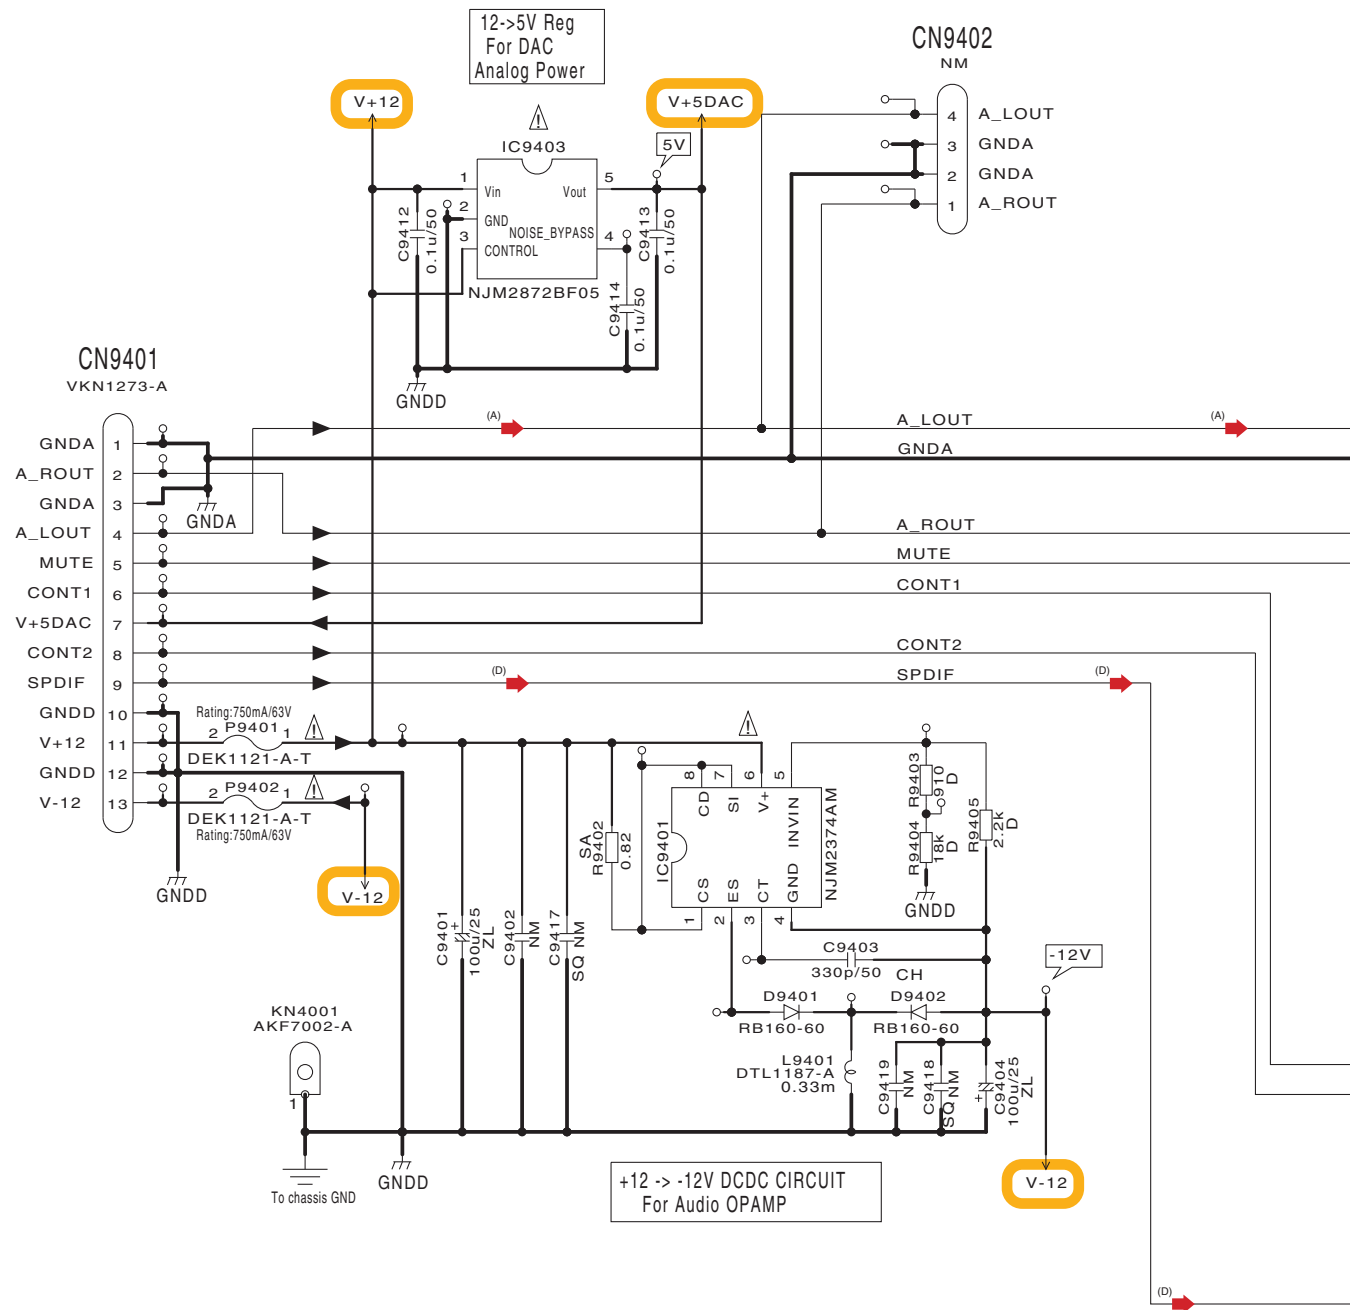 12->5V Reg
For DAC
Analog Power
CN9402
NM
V+12
V+5DAC
4 A_LOUT
3 GNDA
2 GNDA
1 A_ROUT
IC9403
5V
1 Vin
Vout 5
2 GND
NOISE_BYPASS 4
3 CONTROL
NJM2872BF05
C9412
0.1u/50
C9413
0.1u/50
C9414
0.1u/50
GNDD
CN9401
VKN1273-A
GNDA 1
A_ROUT 2
GNDA 3
A_LOUT 4
MUTE 5
CONT1 6
V+5DAC 7
CONT2 8
SPDIF 9
GNDD 10
V+12 11
GNDD 12
V-12 13
GNDA
(A)
A_LOUT
(A)
GNDA
A_ROUT
MUTE
CONT1
CONT2
(D)
SPDIF
(D)
Rating:750mA/63V
2 P9401 1
DEK1121-A-T
2 P9402 1
DEK1121-A-T
Rating:750mA/63V
GNDD
V-12
C9401
+
100u/25
ZL
C9402
NM
C9417
SQ NM
SA
R9402
0.82
8 7 6 5
CD SI V+ INVIN
IC9401
NJM2374AM
CS ES CT GND
1 2 3 4
R9403
910
D
R9404
18k
D
R9405
2.2k
D
GNDD
C9403
330p/50
CH
-12V
D9401
RB160-60
D9402
RB160-60
L9401
DTL1187-A
0.33m
C9419
NM
C9418
SQ NM
+
C9404
100u/25
ZL
KN4001
AKF7002-A
1
To chassis GND
GNDD
+12 -> -12V DCDC CIRCUIT
For Audio OPAMP
V-12
(D)